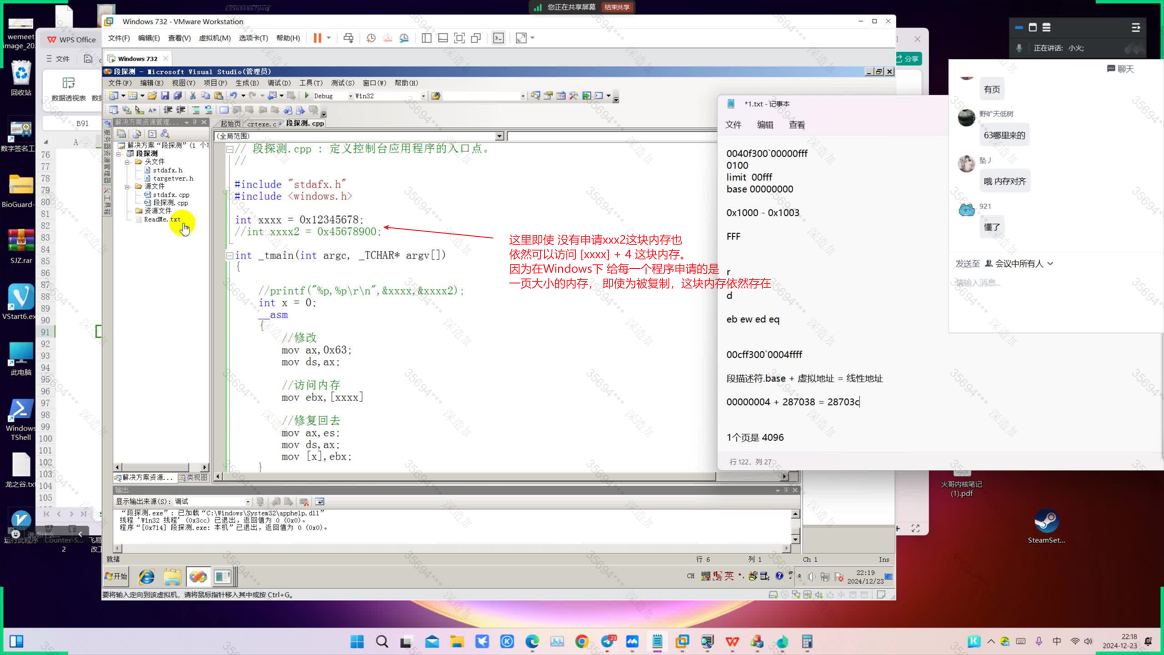 您正在共享屏幕 结束共享
Windows 732 - VMware Workstation
WPS Office
文件(F) 编辑(E) 查看(V) 虚拟机(M) 选项卡(T) 帮助(H)
Windows 732
段探测 - Microsoft Visual Studio(管理员)
文件(F) 编辑(E) 视图(V) 项目(P) 生成(B) 调试(D) 工具(T) 测试(S) 窗口(W) 帮助(H)
Debug Win32
正在讲话: 小火;
分享
聊天
文件
数据透视表
B91
A
回收站
数字签名工
BioGuard
SJZ.rar
VStart6.e
此电脑
Windows
TShell
龙之谷.tx
解决方案资源管理...
解决方案"段探测"(1 个
段探测
头文件
stdafx.h
targetver.h
源文件
stdafx.cpp
段探测.cpp
资源文件
ReadMe.txt
解决方案资源... 类视图
起始页 crtexe.c 段探测.cpp
(全局范围)
// 段探测.cpp : 定义控制台应用程序的入口点。
//
#include "stdafx.h"
#include <windows.h>
int xxxx = 0x12345678;
//int xxxx2 = 0x45678900;
int _tmain(int argc, _TCHAR* argv[])
{
//printf("%p,%p\r\n",&xxxx,&xxxx2);
int x = 0;
__asm
{
//修改
mov ax,0x63;
mov ds,ax;
//访问内存
mov ebx,[xxxx]
//修复回去
mov ax,es;
mov ds,ax;
mov [x],ebx;
}
这里即使 没有申请xxx2这块内存也
依然可以访问 [xxxx] + 4 这块内存。
因为在Windows下 给每一个程序申请的是
一页大小的内存， 即使为被复制，这块内存依然存在
*1.txt - 记事本
文件 编辑 查看
0040f300`00000fff
0100
limit 00fff
base 00000000
0x1000 - 0x1003
FFF
r
d
eb ew ed eq
00cff300`0004ffff
段描述符.base + 虚拟地址 = 线性地址
00000004 + 287038 = 28703c
1个页是 4096
行 122，列 27
有页
野旷天低树
63哪里来的
坠丿
哦 内存对齐
921
懂了
发送至 会议中所有人
请输入消息...
输出
显示输出来源(S): 调试
"段探测.exe": 已加载"C:\Windows\System32\apphelp.dll"
线程 'Win32 线程' (0x3cc) 已退出，返回值为 0 (0x0)。
程序"[0x714] 段探测.exe: 本机"已退出，返回值为 0 (0x0)。
就绪
行 6 列 1 Ch 1 Ins
开始
CH
22:19
2024/12/23
要将输入定向到该虚拟机，请将鼠标指针移入其中或按 Ctrl+G。
火哥内核笔记
(1).pdf
SteamSet...
76
77
78
79
80
81
82
83
84
85
86
87
88
89
90
91
92
93
94
95
96
97
98
99
100
101
102
103
104
105
中
22:18
2024-12-23